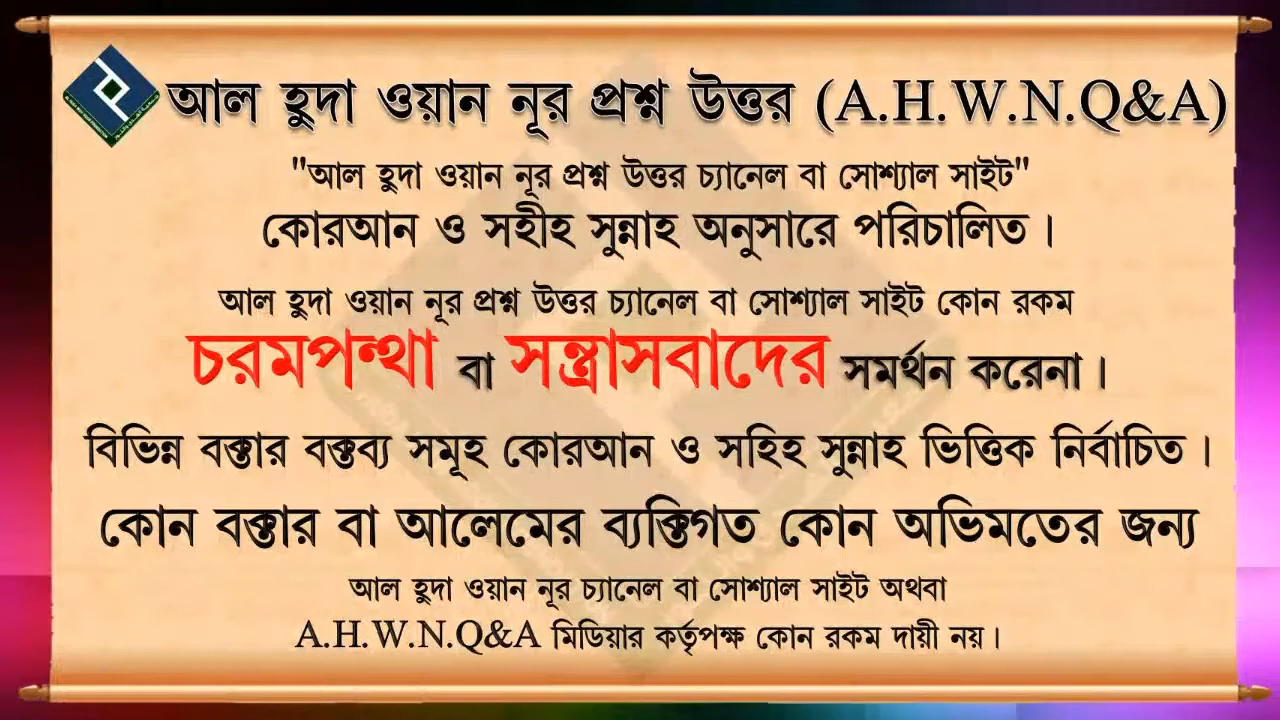 আল হুদা ওয়ান নূর প্রশ্ন উত্তর (A.H.W.N.Q&A)
"আল হুদা ওয়ান নূর প্রশ্ন উত্তর চ্যানেল বা সোশ্যাল সাইট"
কোরআন ও সহীহ সুন্নাহ অনুসারে পরিচালিত।
আল হুদা ওয়ান নূর প্রশ্ন উত্তর চ্যানেল বা সোশ্যাল সাইট কোন রকম
চরমপন্থা বা সন্ত্রাসবাদের সমর্থন করেনা।
বিভিন্ন বক্তার বক্তব্য সমূহ কোরআন ও সহিহ সুন্নাহ ভিত্তিক নির্বাচিত।
কোন বক্তার বা আলেমের ব্যক্তিগত কোন অভিমতের জন্য
আল হুদা ওয়ান নূর চ্যানেল বা সোশ্যাল সাইট অথবা
A.H.W.N.Q&A মিডিয়ার কর্তৃপক্ষ কোন রকম দায়ী নয়।